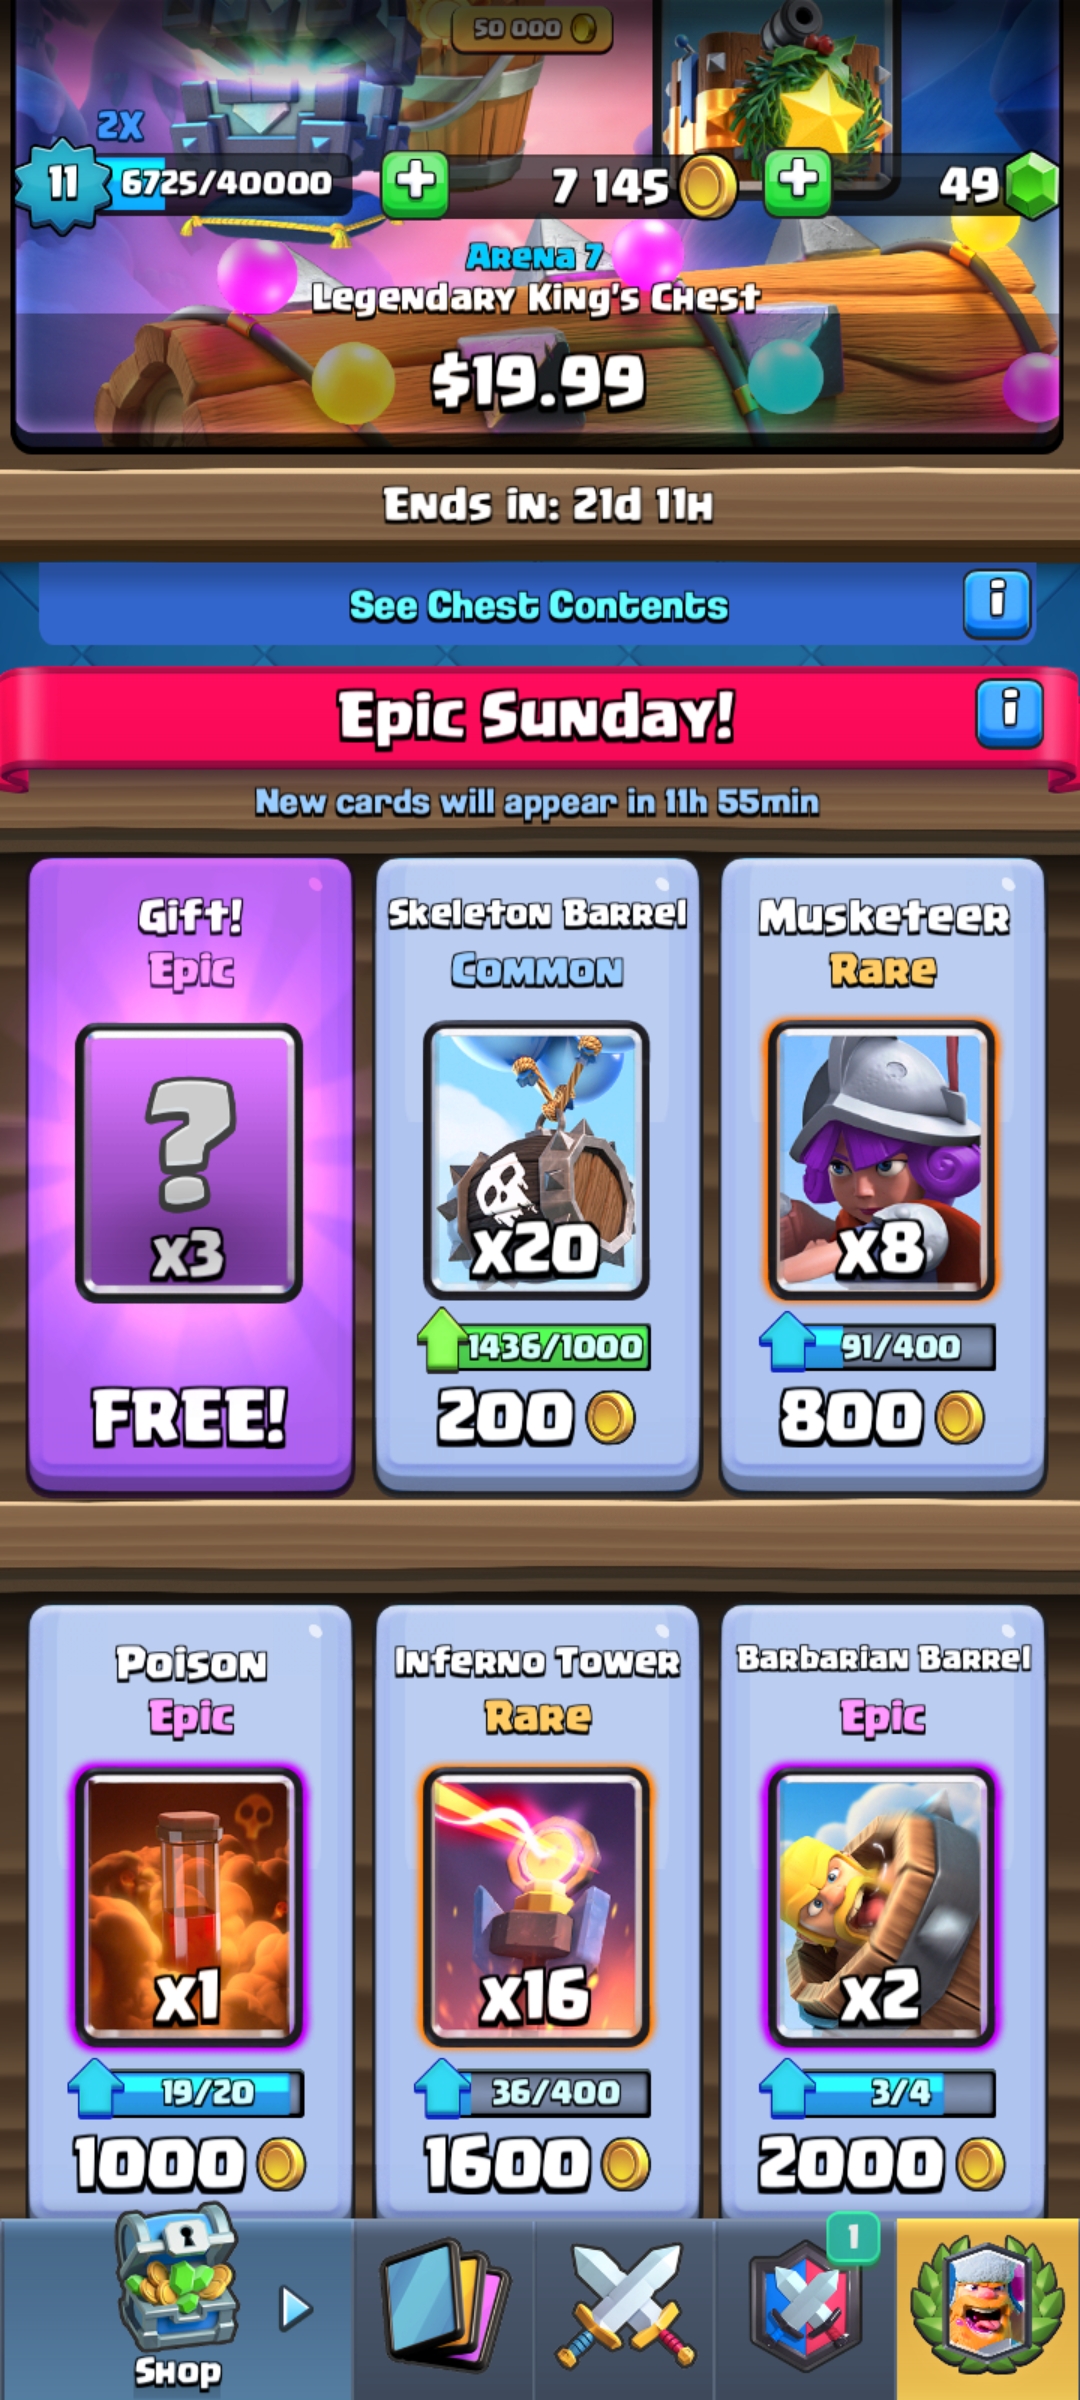 50 000
2X
11
6725/40000
7 145
49
Arena 7
Legendary King's Chest
$19.99
Ends in: 21d 11h
See Chest Contents
i
Epic Sunday!
i
New cards will appear in 11h 55min
Gift!
Epic
x3
FREE!
Skeleton Barrel
Common
x20
1436/1000
200
Musketeer
Rare
x8
91/400
800
Poison
Epic
x1
19/20
1000
Inferno Tower
Rare
x16
36/400
1600
Barbarian Barrel
Epic
x2
3/4
2000
Shop
1